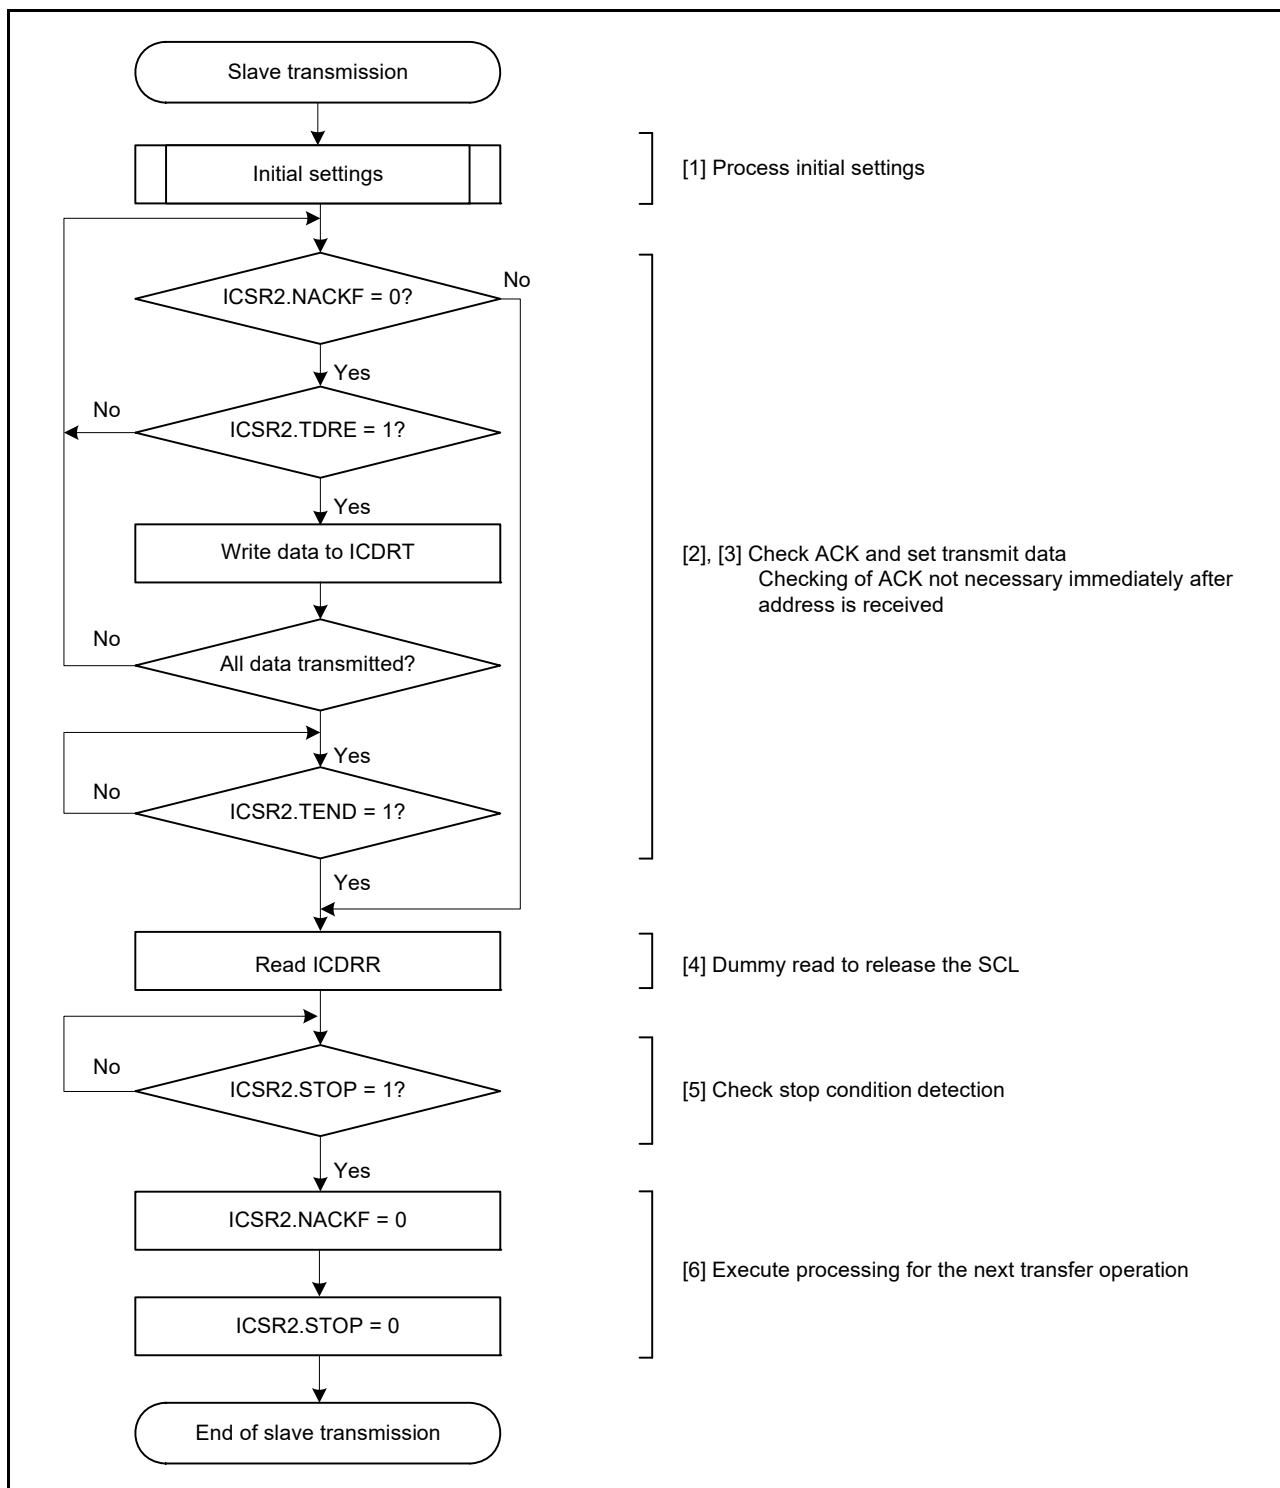 Slave transmission
Initial settings
[1] Process initial settings
ICSR2.NACKF = 0?
No
Yes
ICSR2.TDRE = 1?
No
Yes
Write data to ICDRT
[2], [3] Check ACK and set transmit data
Checking of ACK not necessary immediately after
address is received
All data transmitted?
No
Yes
ICSR2.TEND = 1?
No
Yes
Read ICDRR
[4] Dummy read to release the SCL
ICSR2.STOP = 1?
No
[5] Check stop condition detection
Yes
ICSR2.NACKF = 0
[6] Execute processing for the next transfer operation
ICSR2.STOP = 0
End of slave transmission